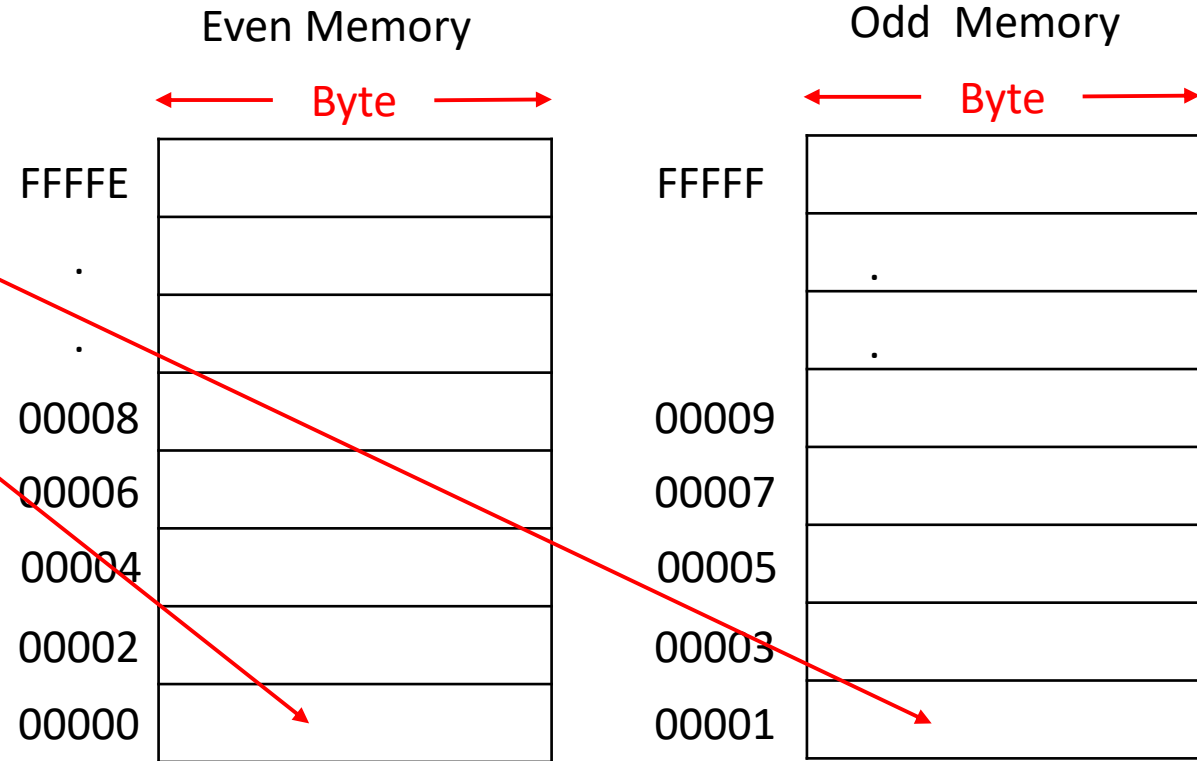 Even Memory
Odd Memory
Byte
Byte
FFFFE
FFFFF
.
.
.
.
00008
00009
00006
00007
00004
00005
00002
00003
00000
00001